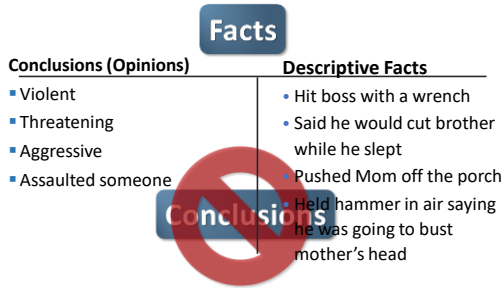 Facts
Conclusions (Opinions)
Violent
Threatening
Aggressive
Assaulted someone
Descriptive Facts
Hit boss with a wrench
Said he would cut brother
while he slept
Pushed Mom off the porch
Held hammer in air saying
he was going to bust
mother’s head
Conclusions